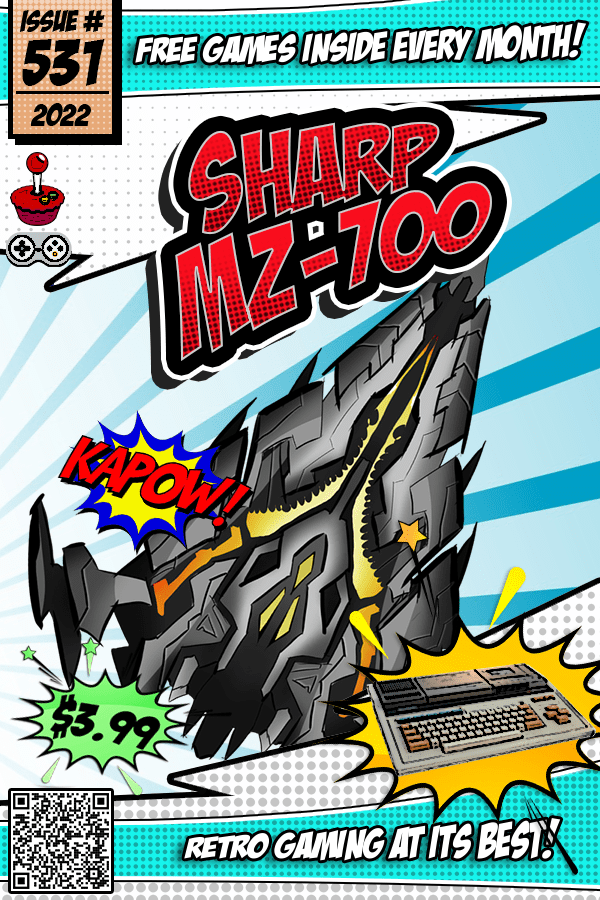 ISSUE #
531
2022
FREE GAMES INSIDE EVERY MONTH!
SHARP
MZ-700
KAPOW!
$3.99
RETRO GAMING AT ITS BEST!